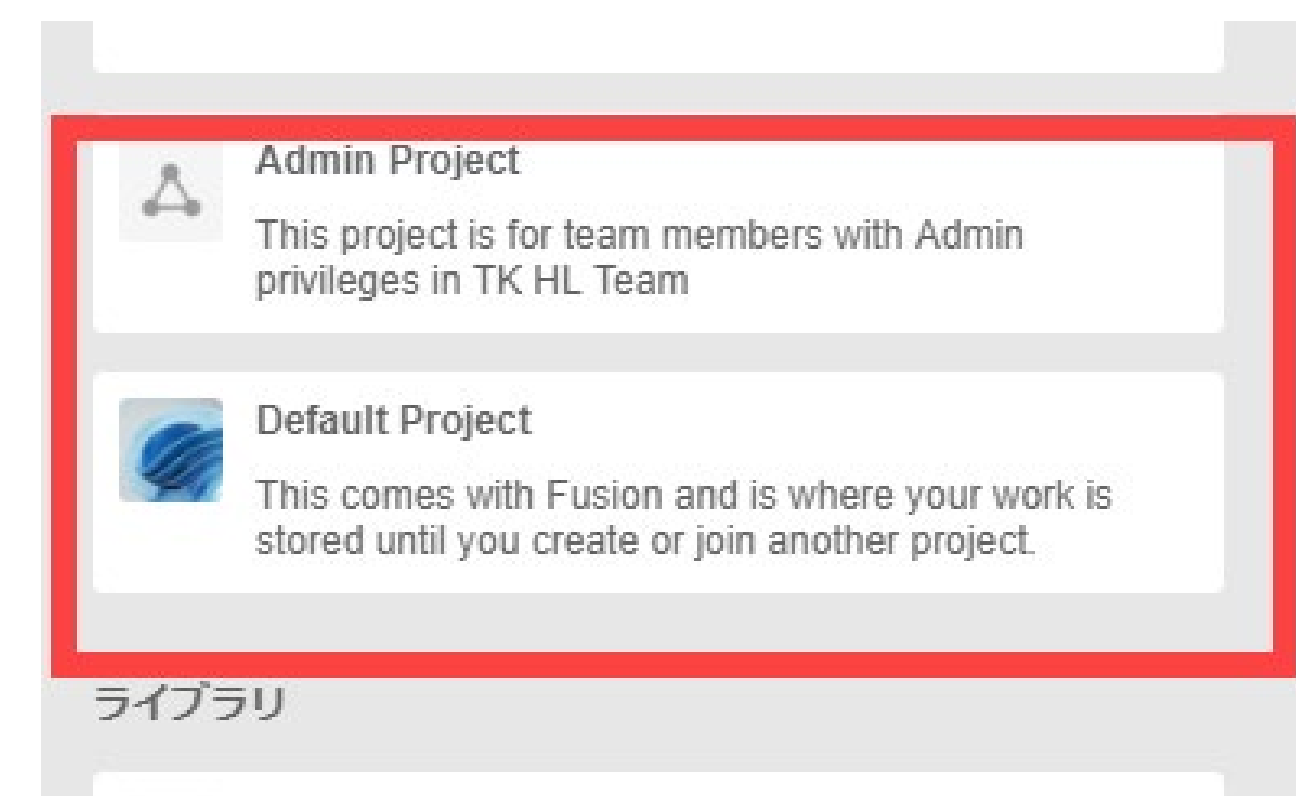 Admin Project
This project is for team members with Admin
privileges in TK HL Team
Default Project
This comes with Fusion and is where your work is
stored until you create or join another project.
ライブラリ